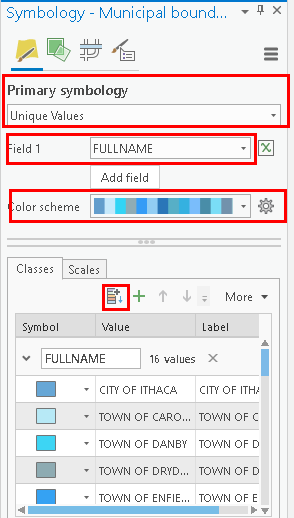 Symbology - Municipal bound...
Primary symbology
Unique Values
Field 1 FULLNAME
Add field
Color scheme
Classes Scales
More
Symbol Value Label
FULLNAME 16 values
CITY OF ITHACA CITY OF ITHACA
TOWN OF CARO... TOWN OF C
TOWN OF DANBY TOWN OF D
TOWN OF DRYD... TOWN OF D
TOWN OF ENFIE... TOWN OF E